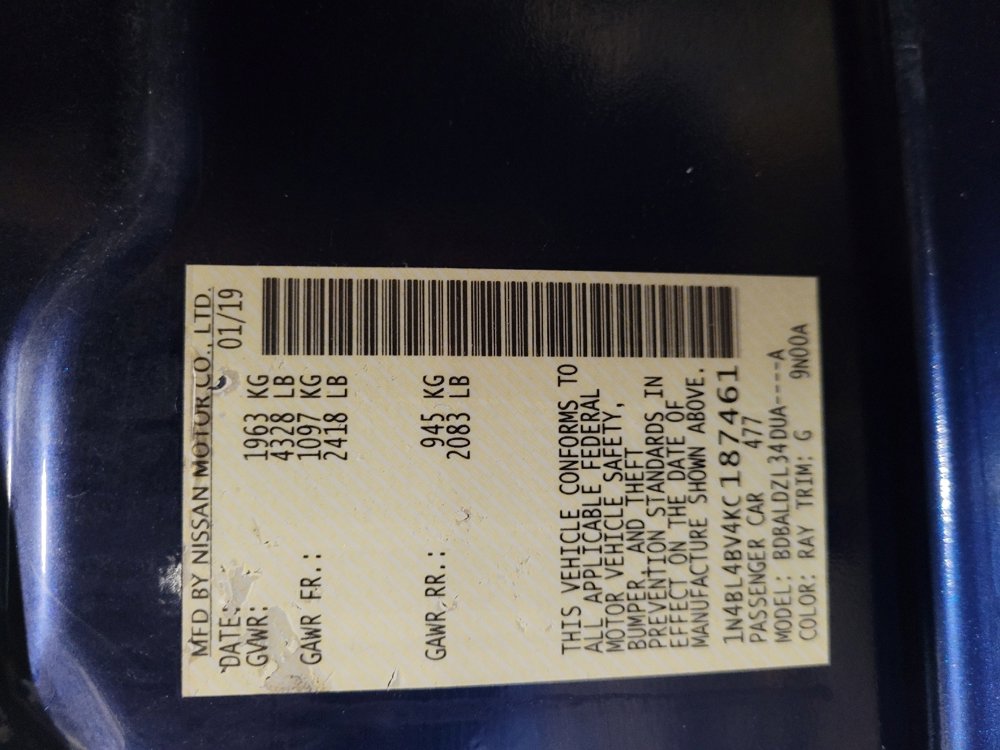 MFD BY NISSAN MOTOR CO., LTD.
DATE: 01/19
GVWR: 1963 KG
4328 LB
GAWR FR.: 1097 KG
2418 LB
GAWR RR.: 945 KG
2083 LB
THIS VEHICLE CONFORMS TO
ALL APPLICABLE FEDERAL
MOTOR VEHICLE SAFETY,
BUMPER, AND THEFT
PREVENTION STANDARDS IN
EFFECT ON THE DATE OF
MANUFACTURE SHOWN ABOVE.
1N4BL4BV4KC187461
PASSENGER CAR 477
MODEL: BDBALDZL34DUA----A
COLOR: RAY TRIM: G 9N00A